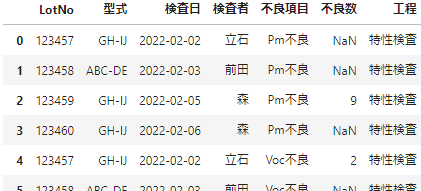 LotNo 型式 検査日 検査者 不良項目 不良数 工程
0 123457 GH-IJ 2022-02-02 立石 Pm不良 NaN 特性検査
1 123458 ABC-DE 2022-02-03 前田 Pm不良 NaN 特性検査
2 123459 GH-IJ 2022-02-05 森 Pm不良 9 特性検査
3 123460 GH-IJ 2022-02-06 森 Pm不良 NaN 特性検査
4 123457 GH-IJ 2022-02-02 立石 Voc不良 2 特性検査
5 123458 ABC-DE 2022-02-03 前田 Voc不良 NaN 特性検査